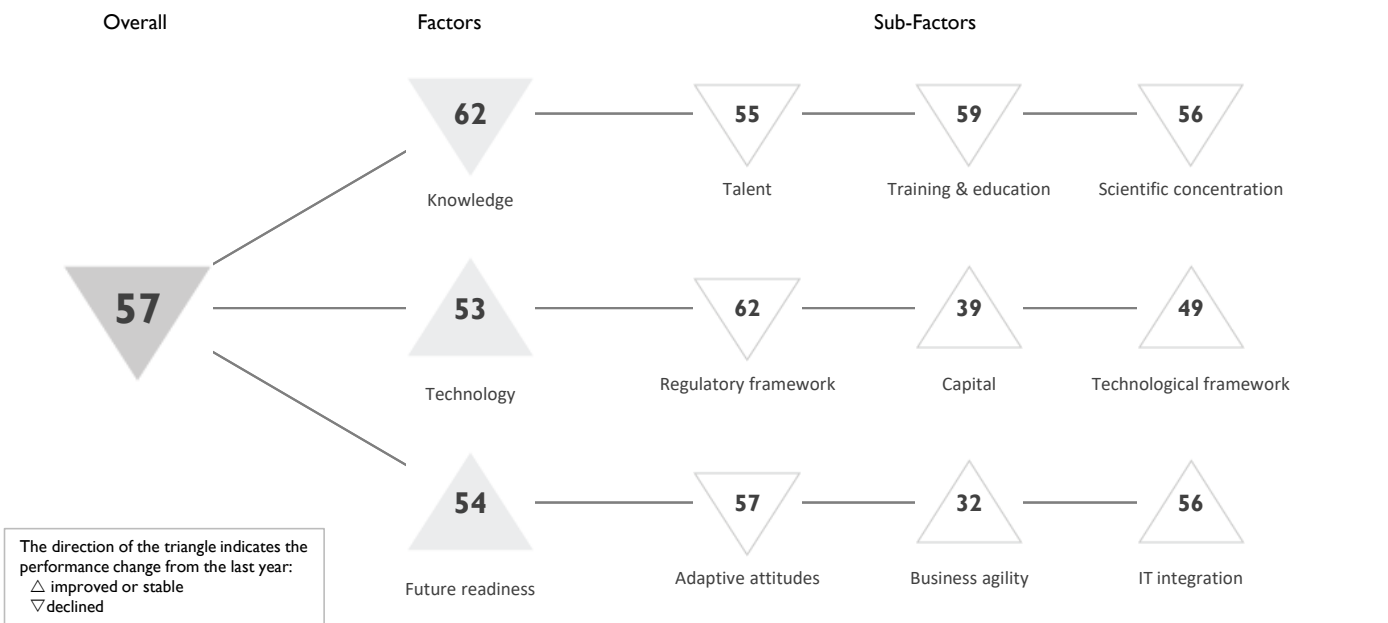 Overall
Factors
Sub-Factors
62
55
59
56
Knowledge
Talent
Training & education
Scientific concentration
57
53
62
39
49
Technology
Regulatory framework
Capital
Technological framework
54
57
32
56
Future readiness
Adaptive attitudes
Business agility
IT integration
The direction of the triangle indicates the
performance change from the last year:
△ improved or stable
▽ declined